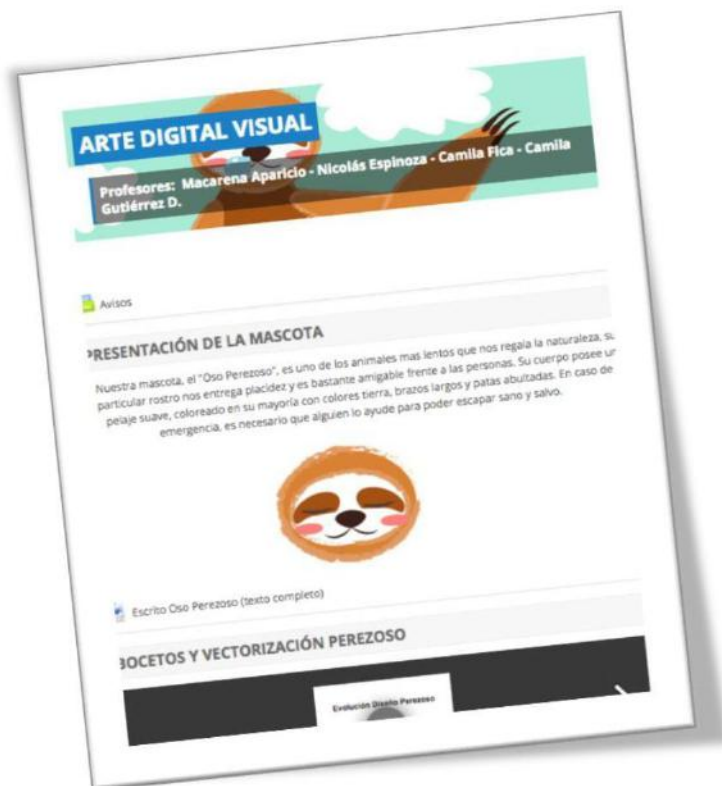 ARTE DIGITAL VISUAL
Profesores: Macarena Aparicio - Nicolás Espinoza - Camila Fica - Camila
Gutiérrez D.
Avisos
PRESENTACIÓN DE LA MASCOTA
Nuestra mascota, el "Oso Perezoso", es uno de los animales mas lentos que nos regala la naturaleza, su
particular rostro nos entrega placidez y es bastante amigable frente a las personas. Su cuerpo posee un
pelaje suave, coloreado en su mayoría con colores tierra, brazos largos y patas abultadas. En caso de
emergencia, es necesario que alguien lo ayude para poder escapar sano y salvo.
Escrito Oso Perezoso (texto completo)
BOCETOS Y VECTORIZACIÓN PEREZOSO
Evolución Diseño Perezoso